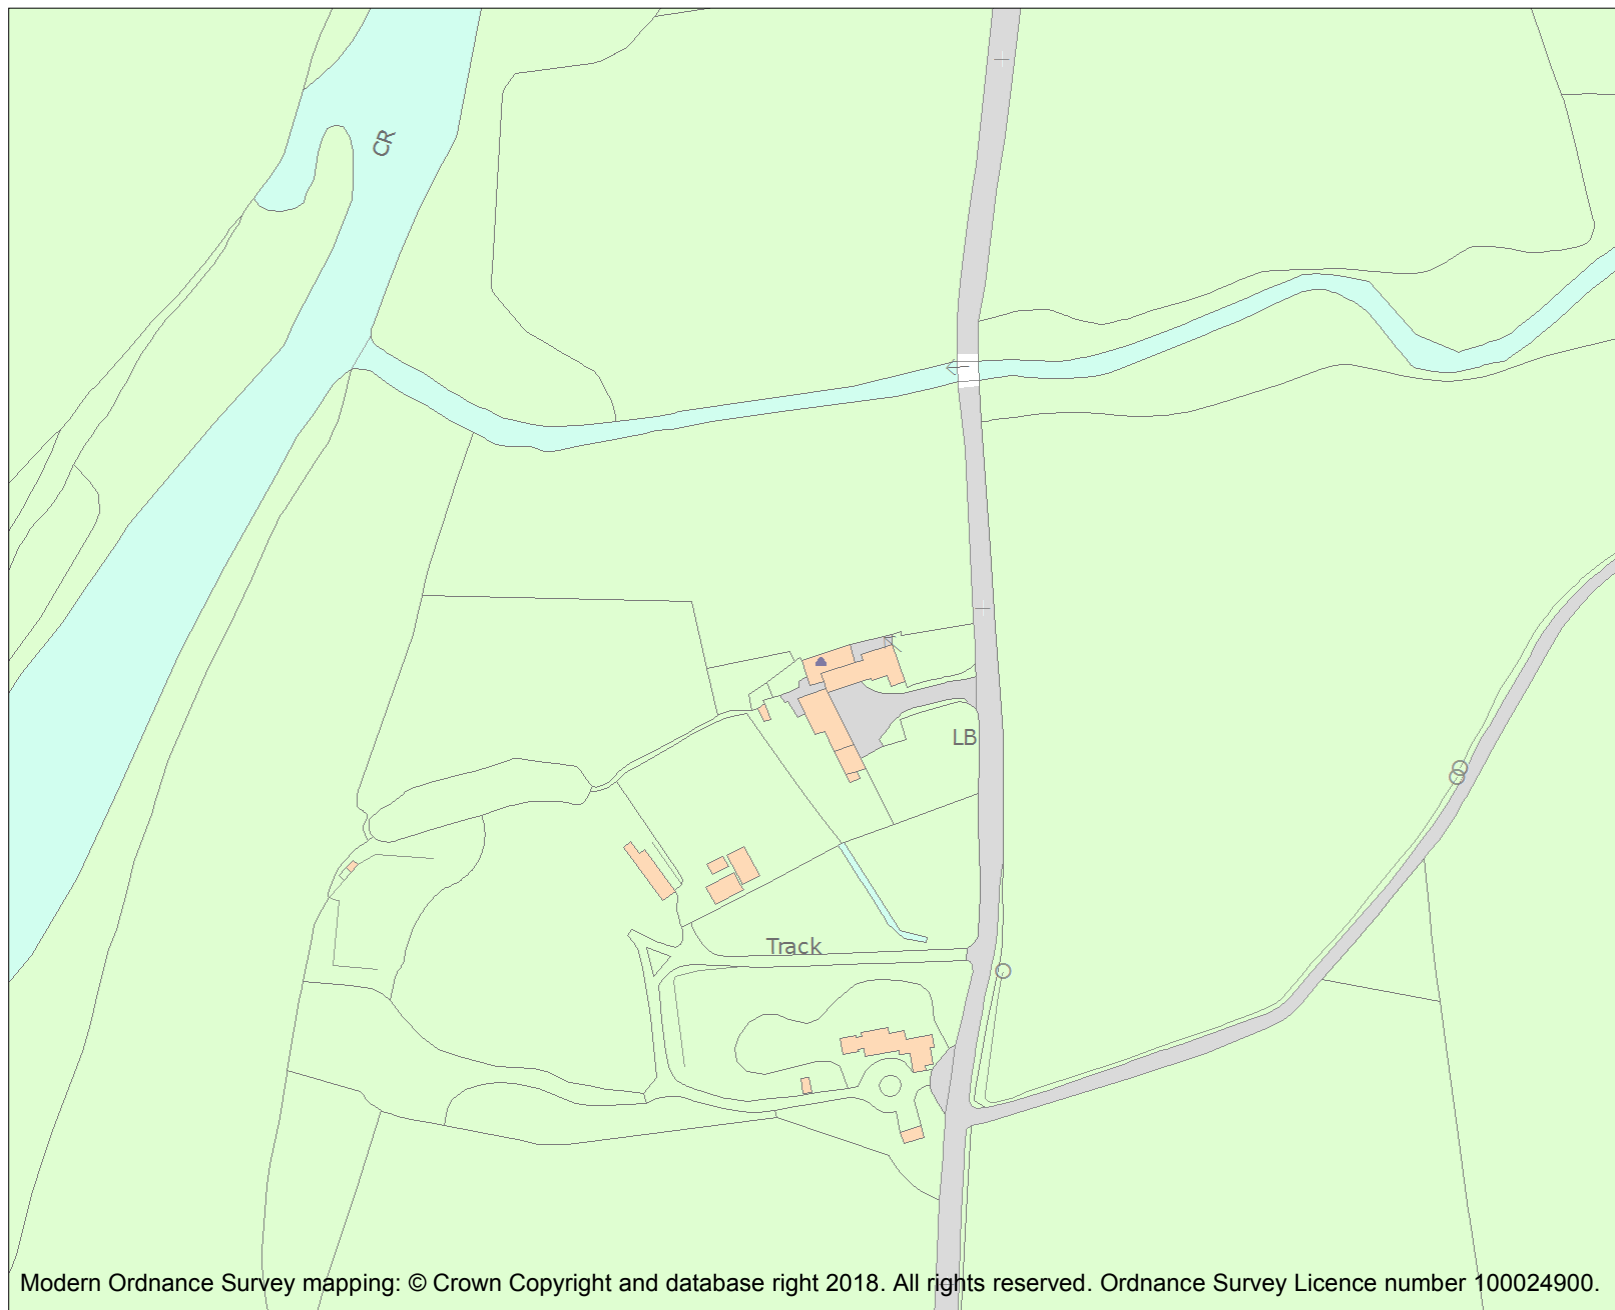 CR
LB
Track
Modern Ordnance Survey mapping: © Crown Copyright and database right 2018. All rights reserved. Ordnance Survey Licence number 100024900.